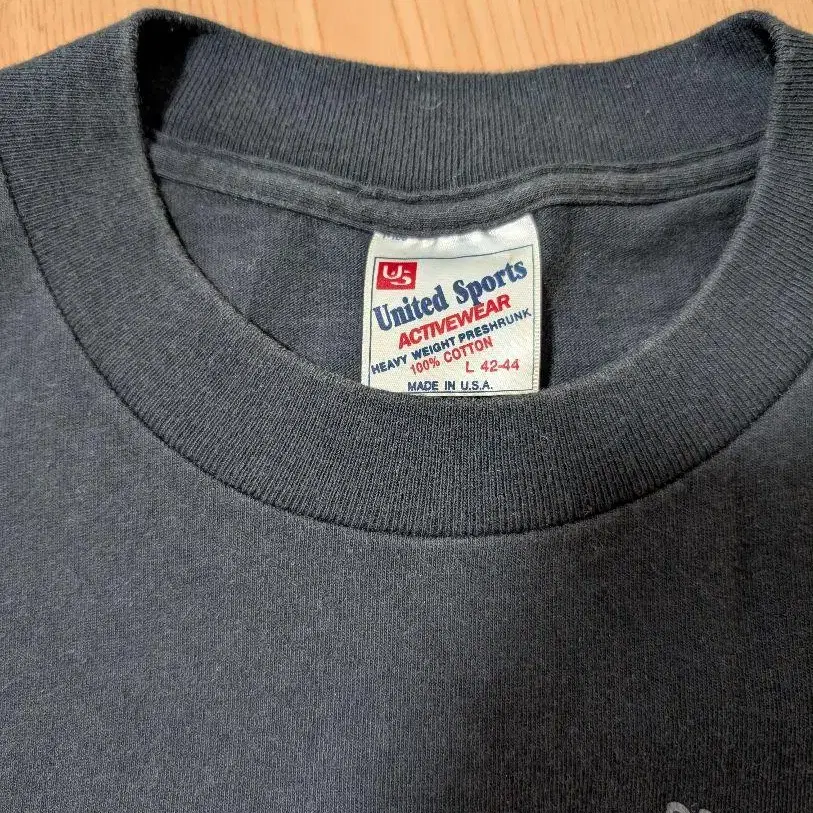 US
United Sports
ACTIVEWEAR
HEAVY WEIGHT PRESHRUNK
100% COTTON
L 42-44
MADE IN U.S.A.